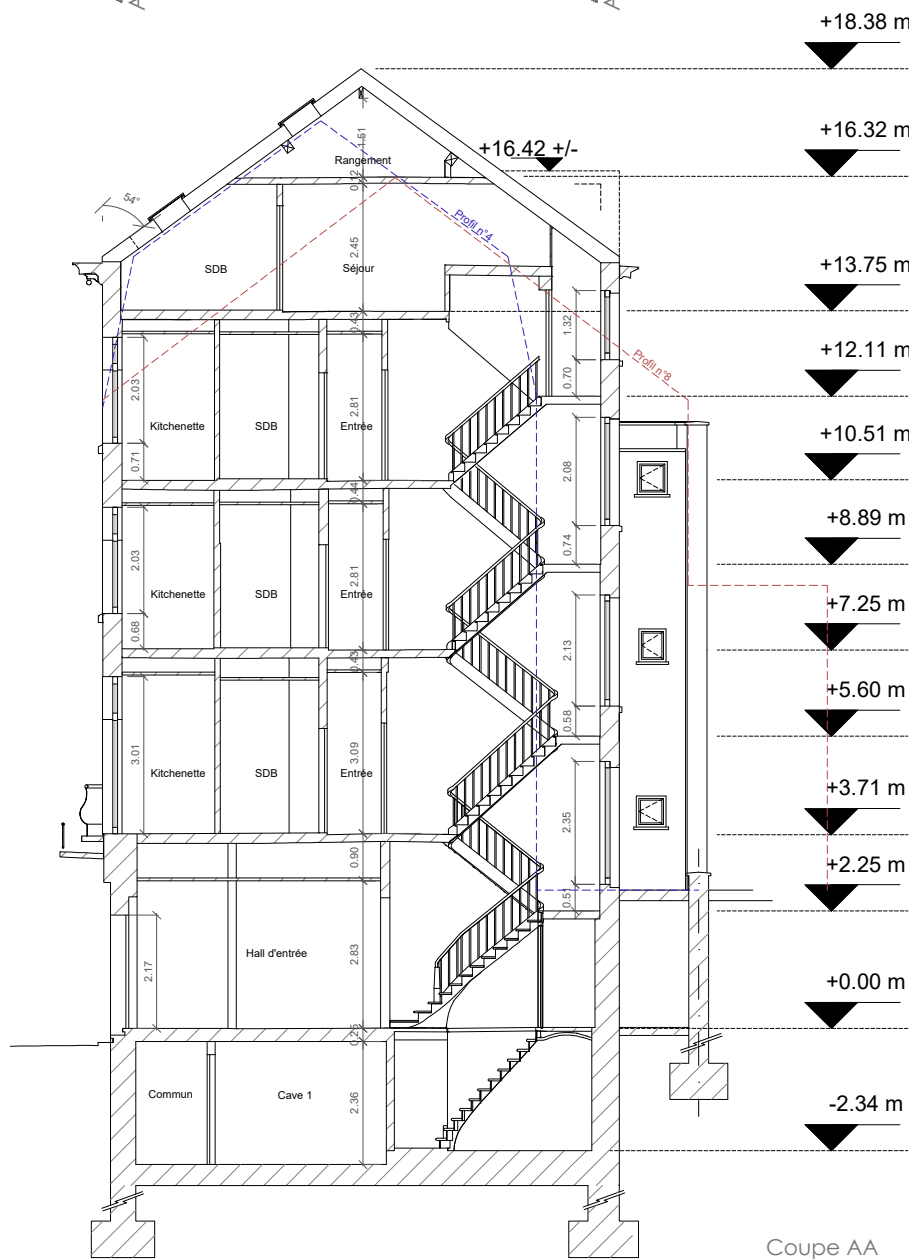 A
A
+18.38 m
+16.32 m
+16.42 +/-
1.51
Rangement
0.12
54°
Profil n°4
2.45
SDB
Séjour
+13.75 m
0.43
1.32
+12.11 m
Profil n°8
0.70
2.03
2.81
Kitchenette
SDB
Entrée
+10.51 m
0.71
2.08
0.44
+8.89 m
0.74
2.03
2.81
Kitchenette
SDB
Entrée
+7.25 m
0.68
2.13
0.43
+5.60 m
0.58
3.01
3.09
Kitchenette
SDB
Entrée
+3.71 m
2.35
0.90
+2.25 m
0.51
2.17
Hall d'entrée
2.83
+0.00 m
0.25
Commun
Cave 1
2.36
-2.34 m
Coupe AA